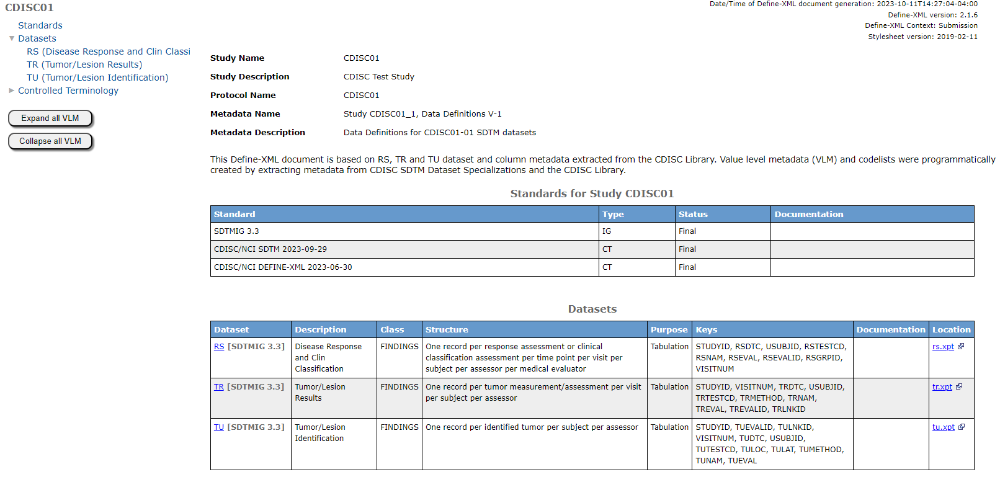 CDISC01
Standards
Datasets
RS (Disease Response and Clin Classi
TR (Tumor/Lesion Results)
TU (Tumor/Lesion Identification)
Controlled Terminology
Expand all VLM
Collapse all VLM
Date/Time of Define-XML document generation: 2023-10-11T14:27:04-04:00
Define-XML version: 2.1.6
Define-XML Context: Submission
Stylesheet version: 2019-02-11
Study Name CDISC01
Study Description CDISC Test Study
Protocol Name CDISC01
Metadata Name Study CDISC01_1, Data Definitions V-1
Metadata Description Data Definitions for CDISC01-01 SDTM datasets
This Define-XML document is based on RS, TR and TU dataset and column metadata extracted from the CDISC Library. Value level metadata (VLM) and codelists were programmatically
created by extracting metadata from CDISC SDTM Dataset Specializations and the CDISC Library.
Standards for Study CDISC01
Standard Type Status Documentation
SDTMIG 3.3 IG Final
CDISC/NCI SDTM 2023-09-29 CT Final
CDISC/NCI DEFINE-XML 2023-06-30 CT Final
Datasets
Dataset Description Class Structure Purpose Keys Documentation Location
RS [SDTMIG 3.3] Disease Response FINDINGS One record per response assessment or clinical Tabulation STUDYID, RSDTC, USUBJID, RSTESTCD, rs.xpt
and Clin classification assessment per time point per visit per RSNAM, RSEVAL, RSEVALID, RSGRPID,
Classification subject per assessor per medical evaluator VISITNUM
TR [SDTMIG 3.3] Tumor/Lesion FINDINGS One record per tumor measurement/assessment per visit Tabulation STUDYID, VISITNUM, TRDTC, USUBJID, tr.xpt
Results per subject per assessor TRTESTCD, TRMETHOD, TRNAM,
TREVAL, TREVALID, TRLNKID
TU [SDTMIG 3.3] Tumor/Lesion FINDINGS One record per identified tumor per subject per assessor Tabulation STUDYID, TUEVALID, TULNKID, tu.xpt
Identification VISITNUM, TUDTC, USUBJID,
TUTESTCD, TULOC, TULAT, TUMETHOD,
TUNAM, TUEVAL